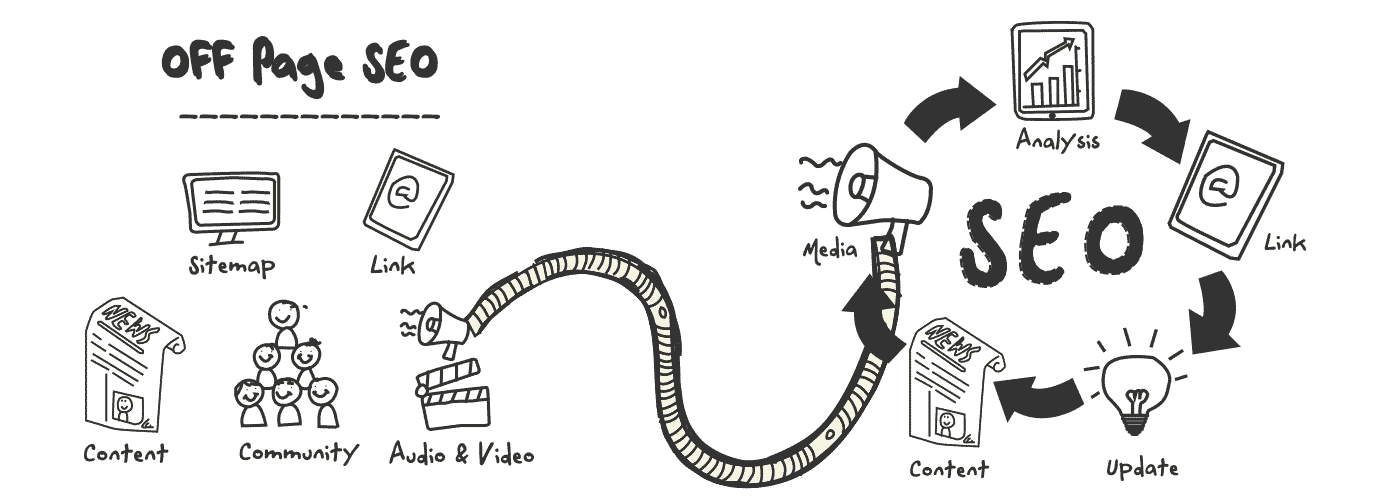 OFF Page SEO
Sitemap
Link
NEWS
Content
Community
Audio & Video
SEO
Analysis
Link
Update
NEWS
Content
Media